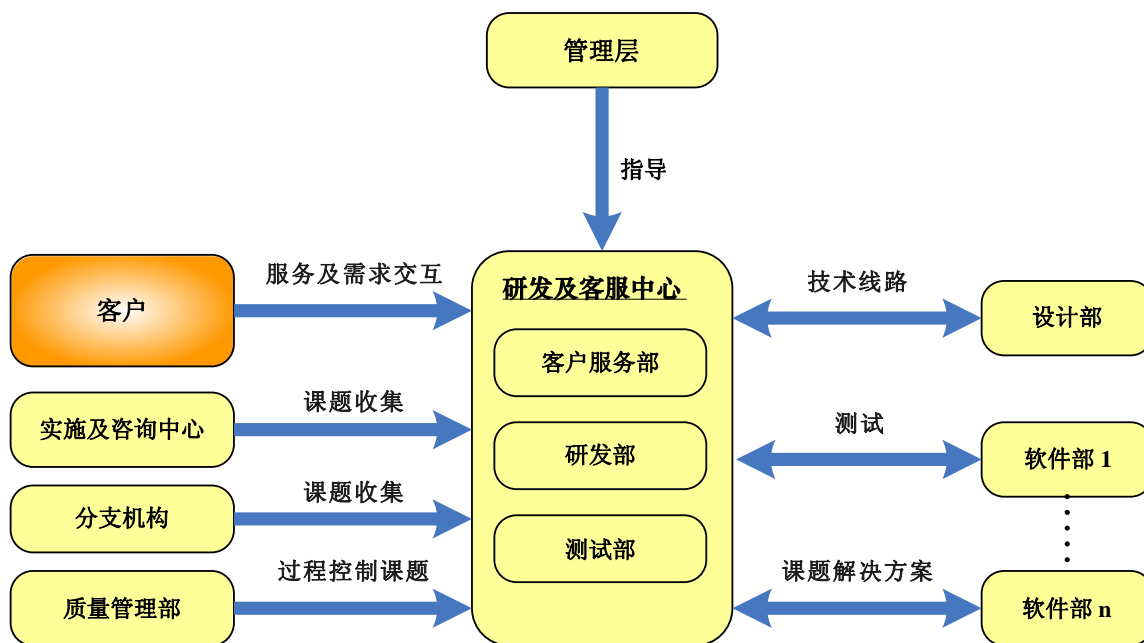 管理层
指导
客户
服务及需求交互
研发及客服中心
技术线路
设计部
客户服务部
实施及咨询中心
课题收集
研发部
测试
软件部 1
分支机构
课题收集
测试部
质量管理部
过程控制课题
课题解决方案
软件部 n